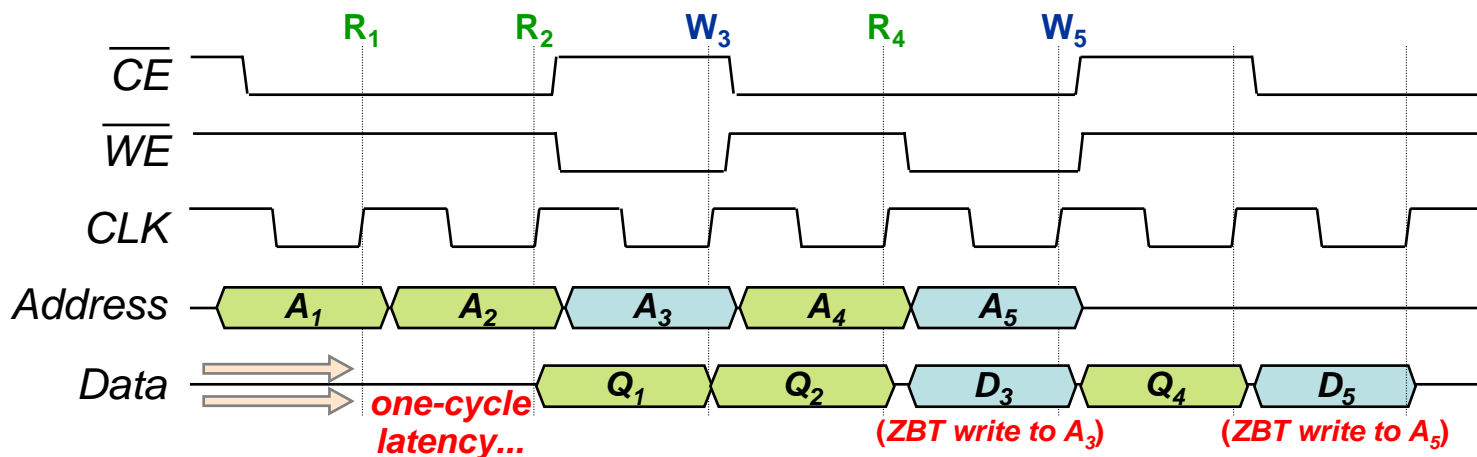 R1 R2 W3 R4 W5
CE
WE
CLK
Address A1 A2 A3 A4 A5
Data Q1 Q2 D3 Q4 D5
one-cycle
latency...
(ZBT write to A3) (ZBT write to A5)